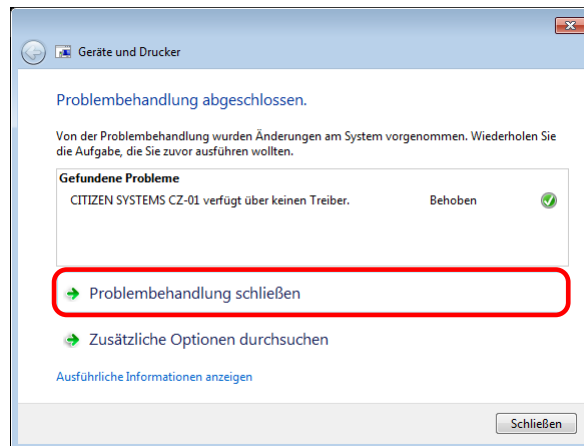 Geräte und Drucker
Problembehandlung abgeschlossen.
Von der Problembehandlung wurden Änderungen am System vorgenommen. Wiederholen Sie
die Aufgabe, die Sie zuvor ausführen wollten.
Gefundene Probleme
CITIZEN SYSTEMS CZ-01 verfügt über keinen Treiber. Behoben
Problembehandlung schließen
Zusätzliche Optionen durchsuchen
Ausführliche Informationen anzeigen
Schließen